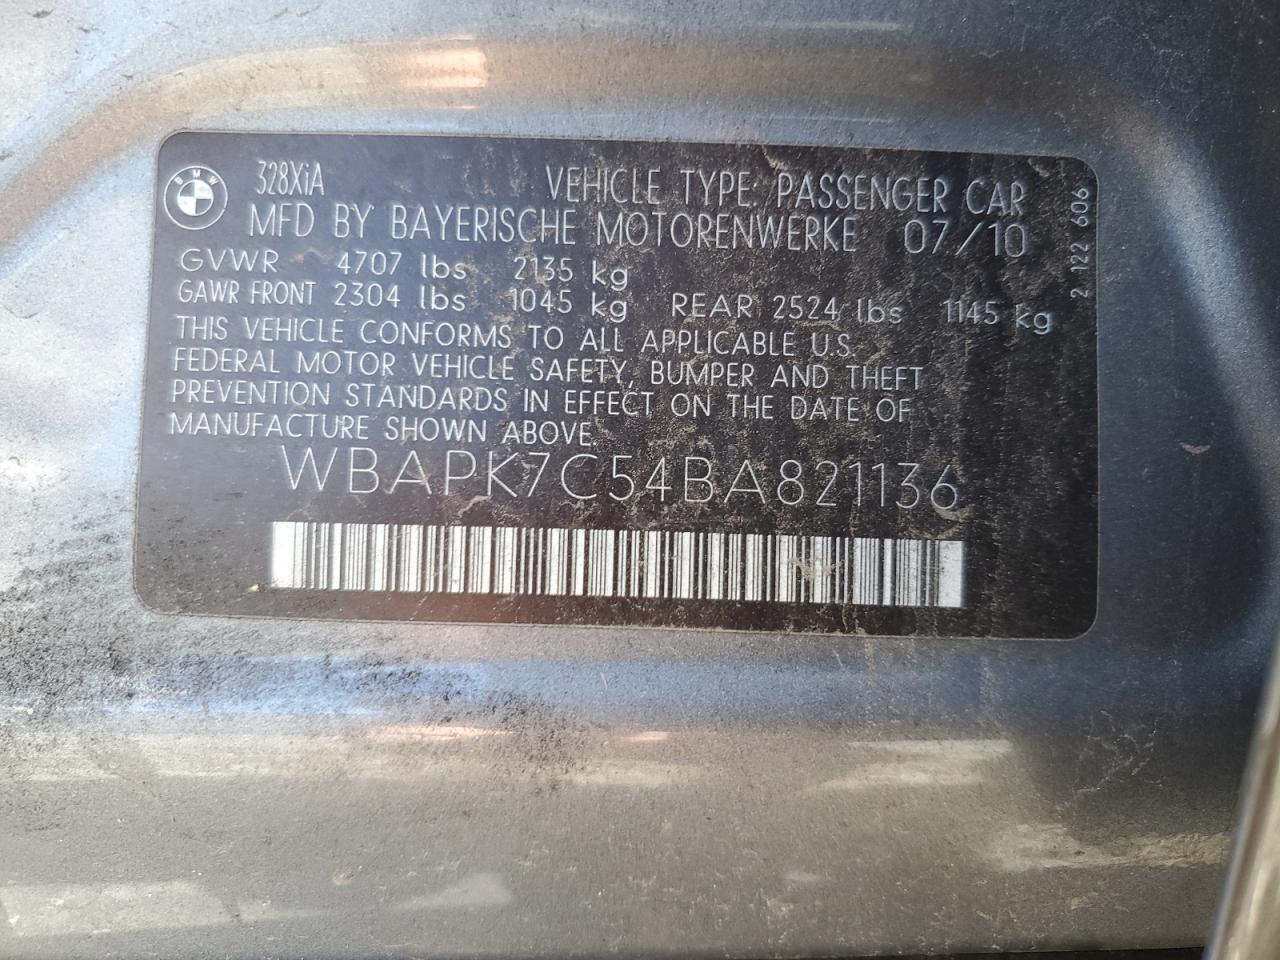 328XiA VEHICLE TYPE. PASSENGER CAR
MFD BY BAYERISCHE MOTORENWERKE 07/10
GVWR 4707 lbs 2135 kg
GAWR FRONT 2304 lbs 1045 kg REAR 2524 lbs 1145 kg
THIS VEHICLE CONFORMS TO ALL APPLICABLE U.S.
FEDERAL MOTOR VEHICLE SAFETY, BUMPER AND THEFT
PREVENTION STANDARDS IN EFFECT ON THE DATE OF
MANUFACTURE SHOWN ABOVE.
WBAPK7C54BA821136
2 122 606
BMW